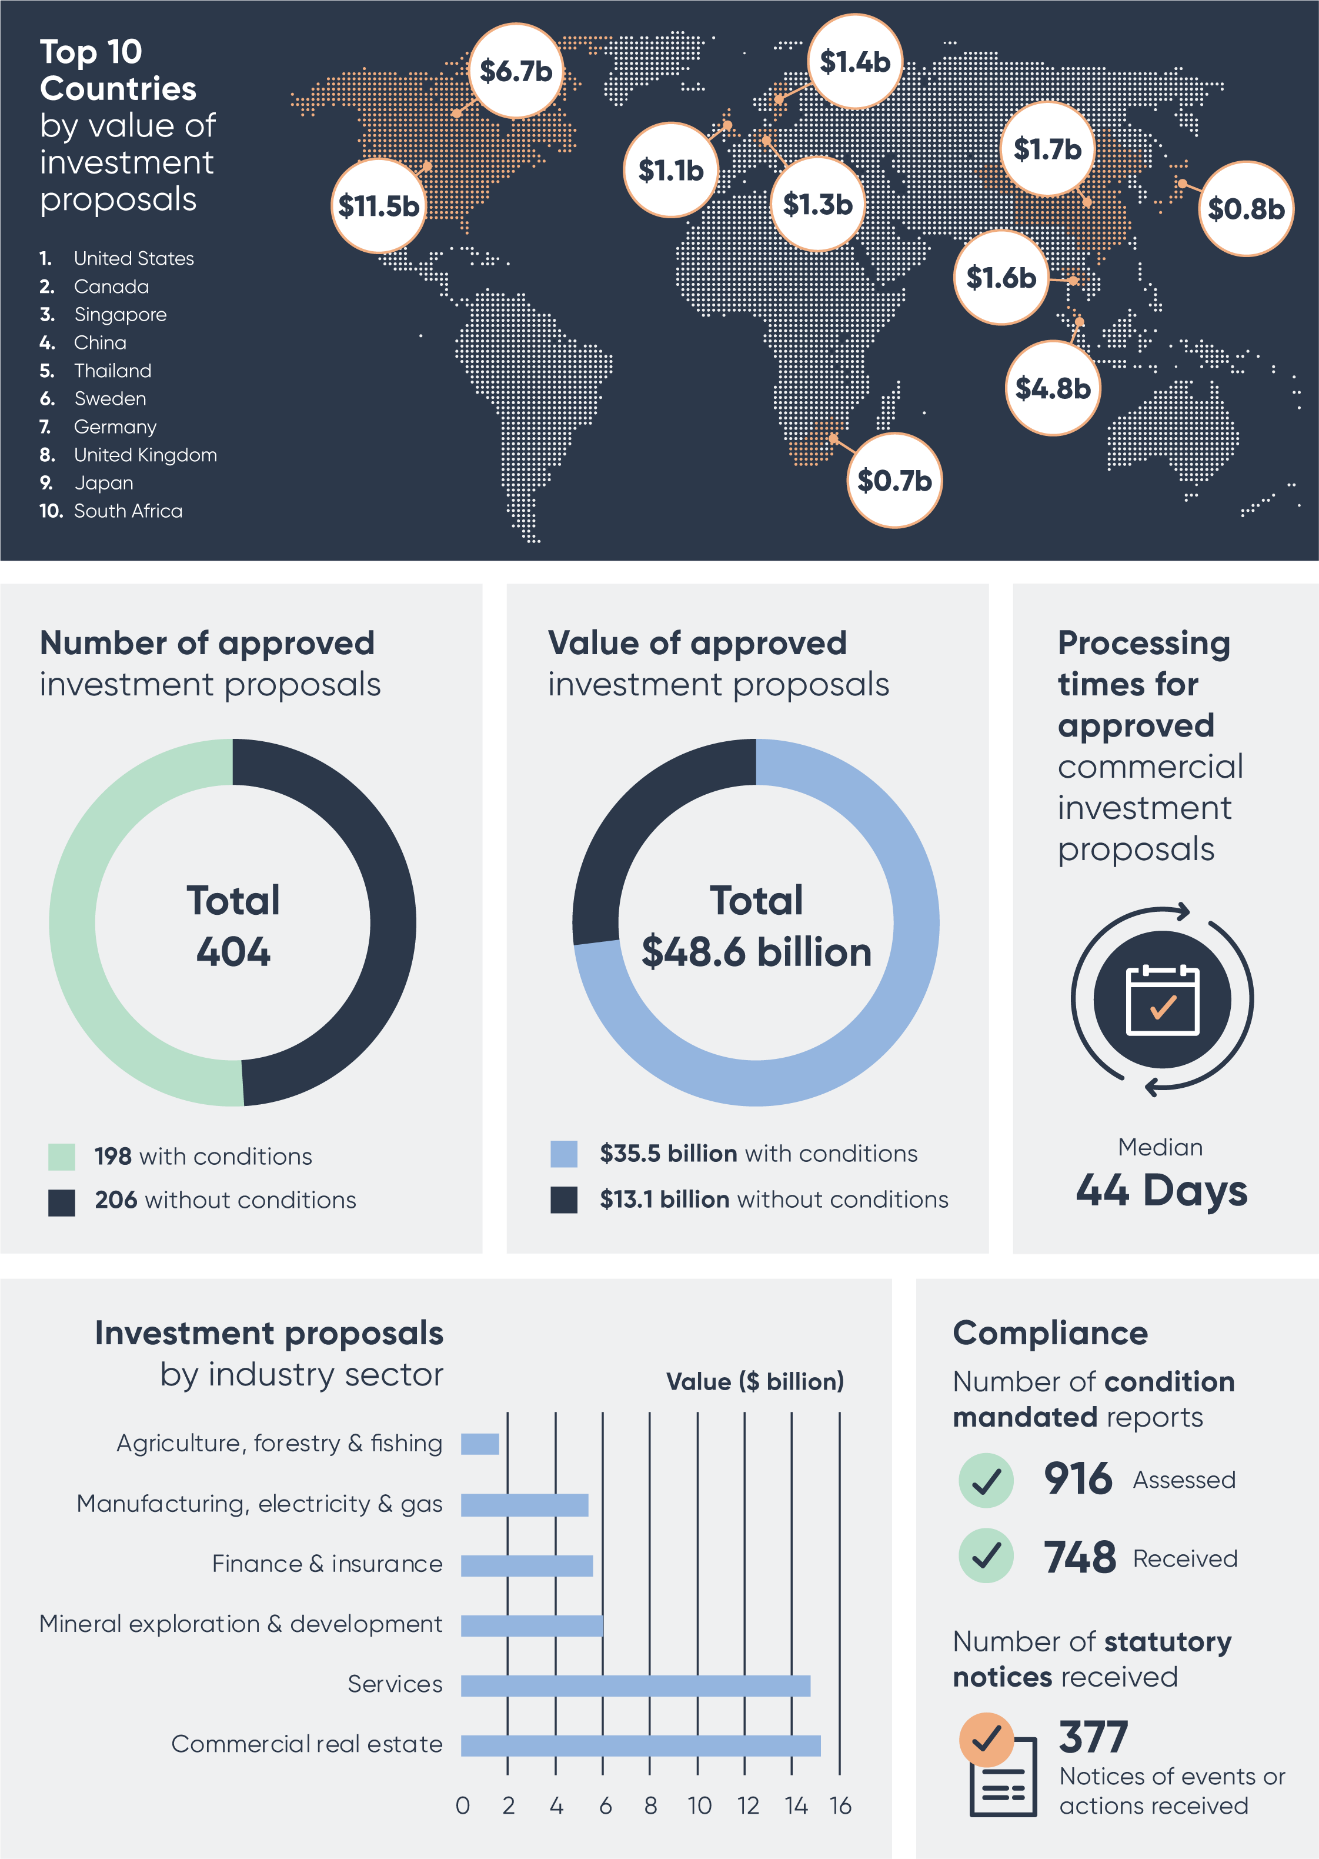 Top 10
Countries
by value of
investment
proposals
1. United States
2. Canada
3. Singapore
4. China
5. Thailand
6. Sweden
7. Germany
8. United Kingdom
9. Japan
10. South Africa
$6.7b
$1.4b
$11.5b
$1.1b
$1.3b
$1.7b
$0.8b
$1.6b
$4.8b
$0.7b
Number of approved
investment proposals
Total
404
198 with conditions
206 without conditions
Value of approved
investment proposals
Total
$48.6 billion
$35.5 billion with conditions
$13.1 billion without conditions
Processing
times for
approved
commercial
investment
proposals
Median
44 Days
Investment proposals
by industry sector
Value ($ billion)
Agriculture, forestry & fishing
Manufacturing, electricity & gas
Finance & insurance
Mineral exploration & development
Services
Commercial real estate
0 2 4 6 8 10 12 14 16
Compliance
Number of condition
mandated reports
916 Assessed
748 Received
Number of statutory
notices received
377
Notices of events or
actions received